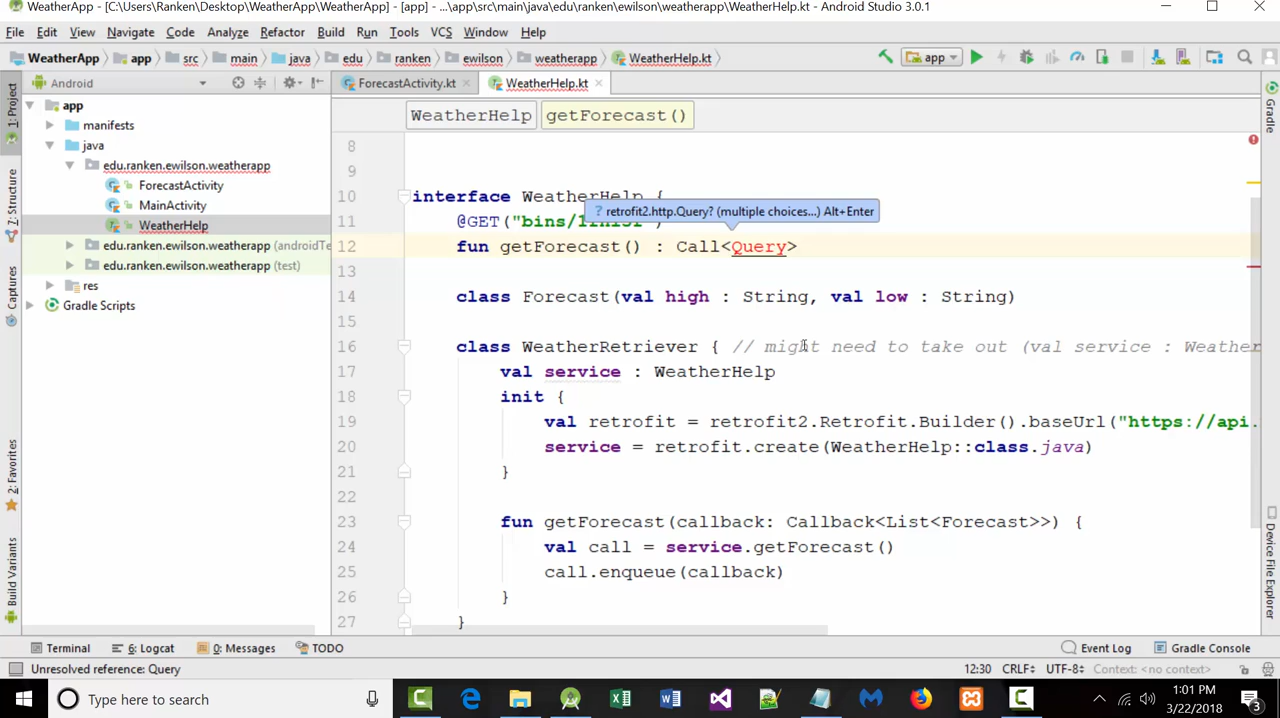 WeatherApp - [C:\Users\Ranken\Desktop\WeatherApp\WeatherApp] - [app] - ...\app\src\main\java\edu\ranken\ewilson\weatherapp\WeatherHelp.kt - Android Studio 3.0.1
File Edit View Navigate Code Analyze Refactor Build Run Tools VCS Window Help
WeatherApp app src main java edu ranken ewilson weatherapp WeatherHelp.kt app
Android ForecastActivity.kt WeatherHelp.kt
1: Project
Z: Structure
Captures
2: Favorites
Build Variants
app
manifests
java
edu.ranken.ewilson.weatherapp
ForecastActivity
MainActivity
WeatherHelp
edu.ranken.ewilson.weatherapp (androidTe
edu.ranken.ewilson.weatherapp (test)
res
Gradle Scripts
WeatherHelp getForecast()
8
9
10 interface WeatherHelp {
? retrofit2.http.Query? (multiple choices...) Alt+Enter
11 @GET("bins/
12 fun getForecast() : Call<Query>
13
14 class Forecast(val high : String, val low : String)
15
16 class WeatherRetriever { // might need to take out (val service : Weather
17 val service : WeatherHelp
18 init {
19 val retrofit = retrofit2.Retrofit.Builder().baseUrl("https://api.
20 service = retrofit.create(WeatherHelp::class.java)
21 }
22
23 fun getForecast(callback: Callback<List<Forecast>>) {
24 val call = service.getForecast()
25 call.enqueue(callback)
26 }
27 }
Gradle
Device File Explorer
Terminal 6: Logcat 0: Messages TODO Event Log Gradle Console
Unresolved reference: Query 12:30 CRLF÷ UTF-8÷ Context: <no context>
Type here to search 1:01 PM
3/22/2018
3